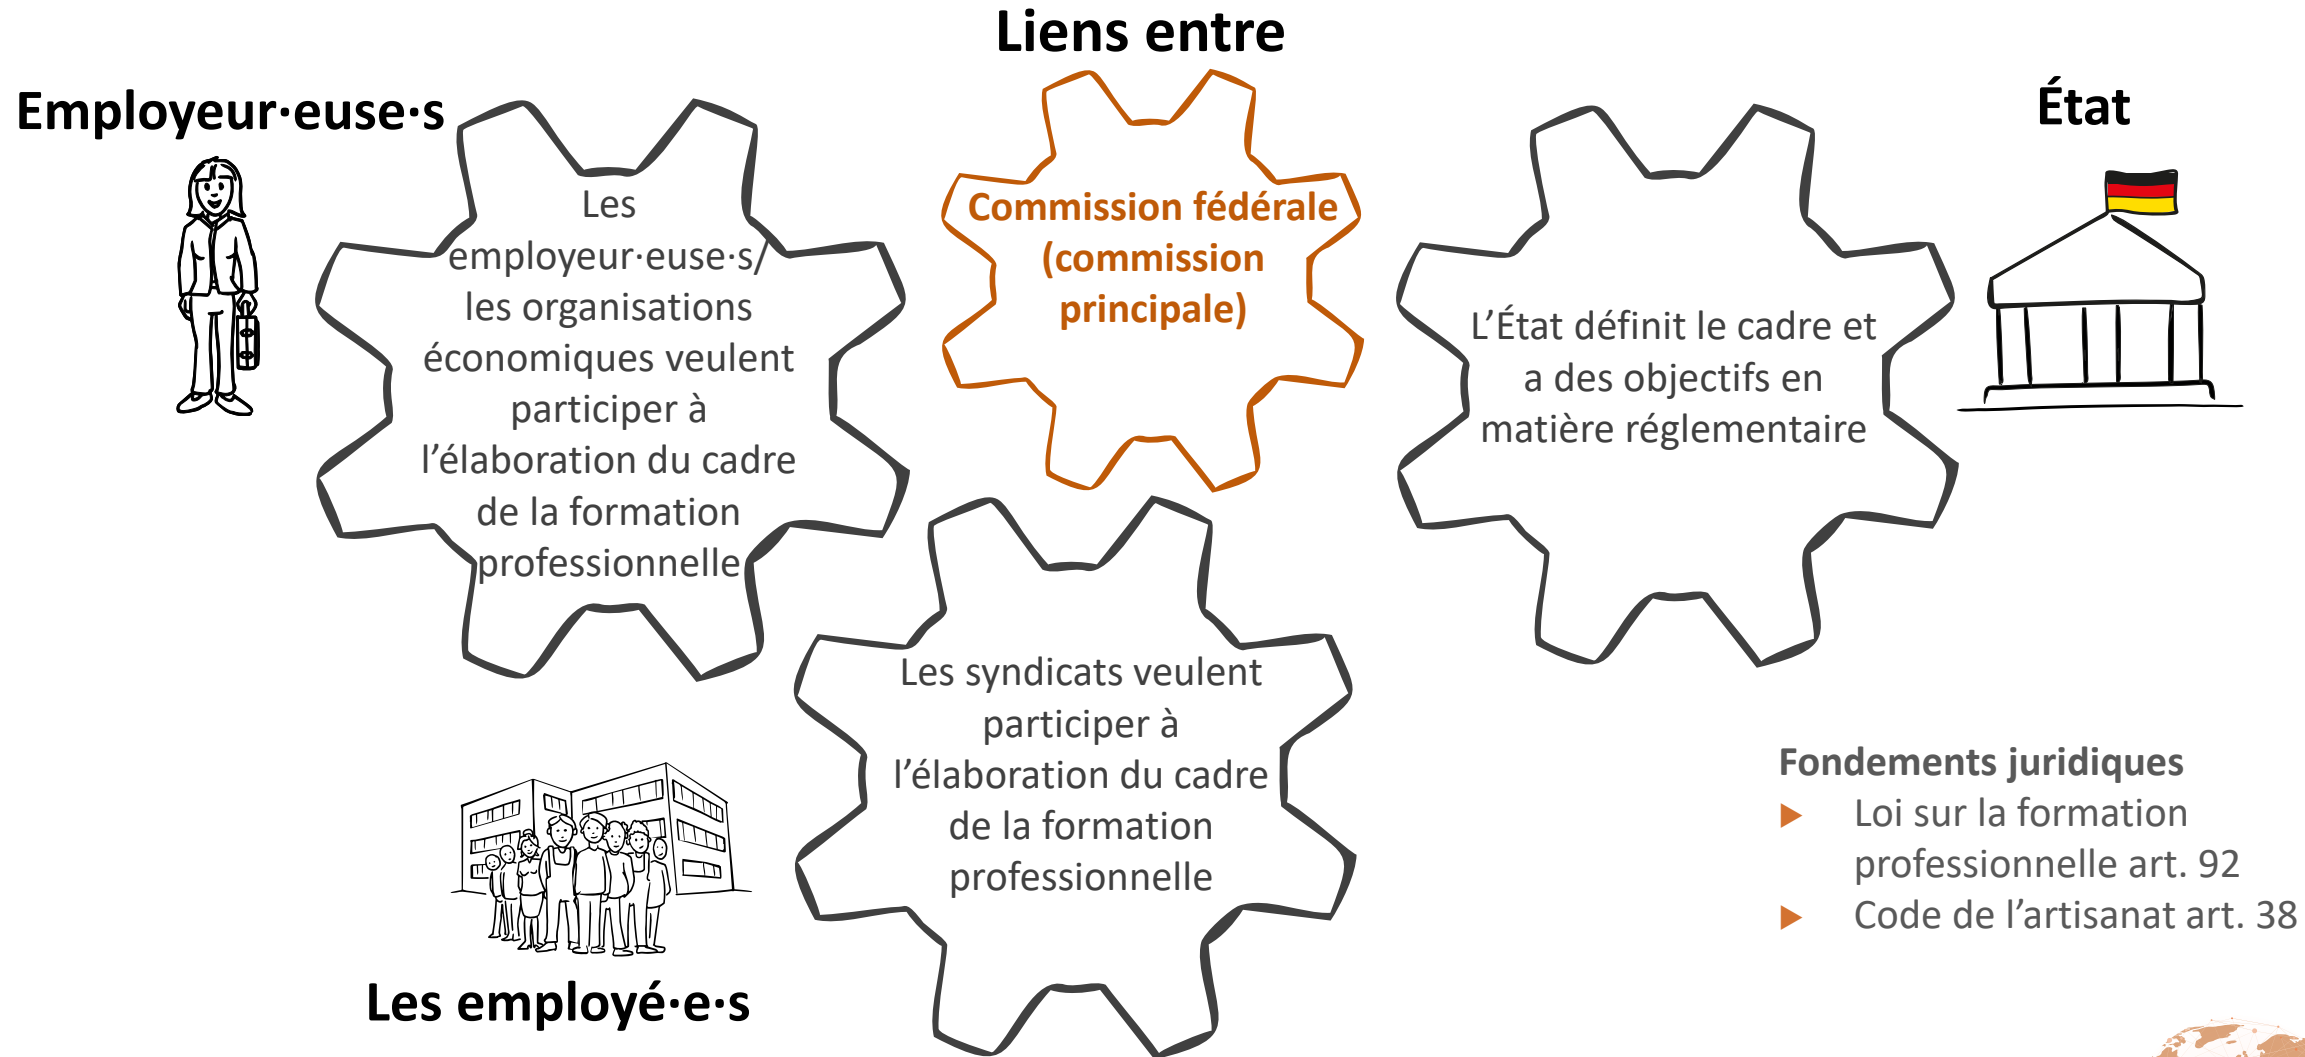 Liens entre
Employeur·euse·s
État
Les
employeur·euse·s/
les organisations
économiques veulent
participer à
l’élaboration du cadre
de la formation
professionnelle
Commission fédérale
(commission
principale)
L’État définit le cadre et
a des objectifs en
matière réglementaire
Les syndicats veulent
participer à
l’élaboration du cadre
de la formation
professionnelle
Les employé·e·s
Fondements juridiques
Loi sur la formation
professionnelle art. 92
Code de l’artisanat art. 38